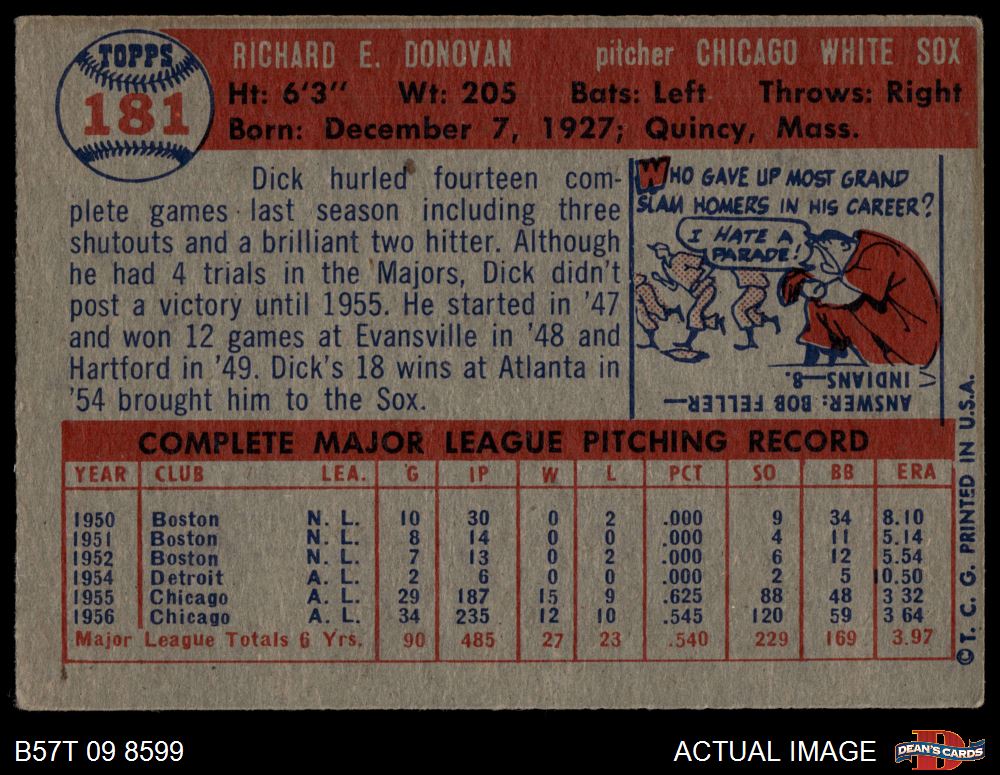 TOPPS
181
RICHARD E. DONOVAN pitcher CHICAGO WHITE SOX
Ht: 6'3" Wt: 205 Bats: Left Throws: Right
Born: December 7, 1927; Quincy, Mass.
Dick hurled fourteen com-
plete games last season including three
shutouts and a brilliant two hitter. Although
he had 4 trials in the Majors, Dick didn't
post a victory until 1955. He started in '47
and won 12 games at Evansville in '48 and
Hartford in '49. Dick's 18 wins at Atlanta in
'54 brought him to the Sox.
WHO GAVE UP MOST GRAND
SLAM HOMERS IN HIS CAREER?
I HATE A
PARADE!
ANSWER: BOB FELLER—
INDIANS—8.
COMPLETE MAJOR LEAGUE PITCHING RECORD
YEAR CLUB LEA. G IP W L PCT SO BB ERA
1950 Boston N. L. 10 30 0 2 .000 9 34 8.10
1951 Boston N. L. 8 14 0 0 .000 4 11 5.14
1952 Boston N. L. 7 13 0 2 .000 6 12 5.54
1954 Detroit A. L. 2 6 0 0 .000 2 5 10.50
1955 Chicago A. L. 29 187 15 9 .625 88 48 3 32
1956 Chicago A. L. 34 235 12 10 .545 120 59 3 64
Major League Totals 6 Yrs. 90 485 27 23 .540 229 169 3.97
© T. C. G. PRINTED IN U.S.A.
B57T 09 8599
ACTUAL IMAGE
D
DEAN'S CARDS